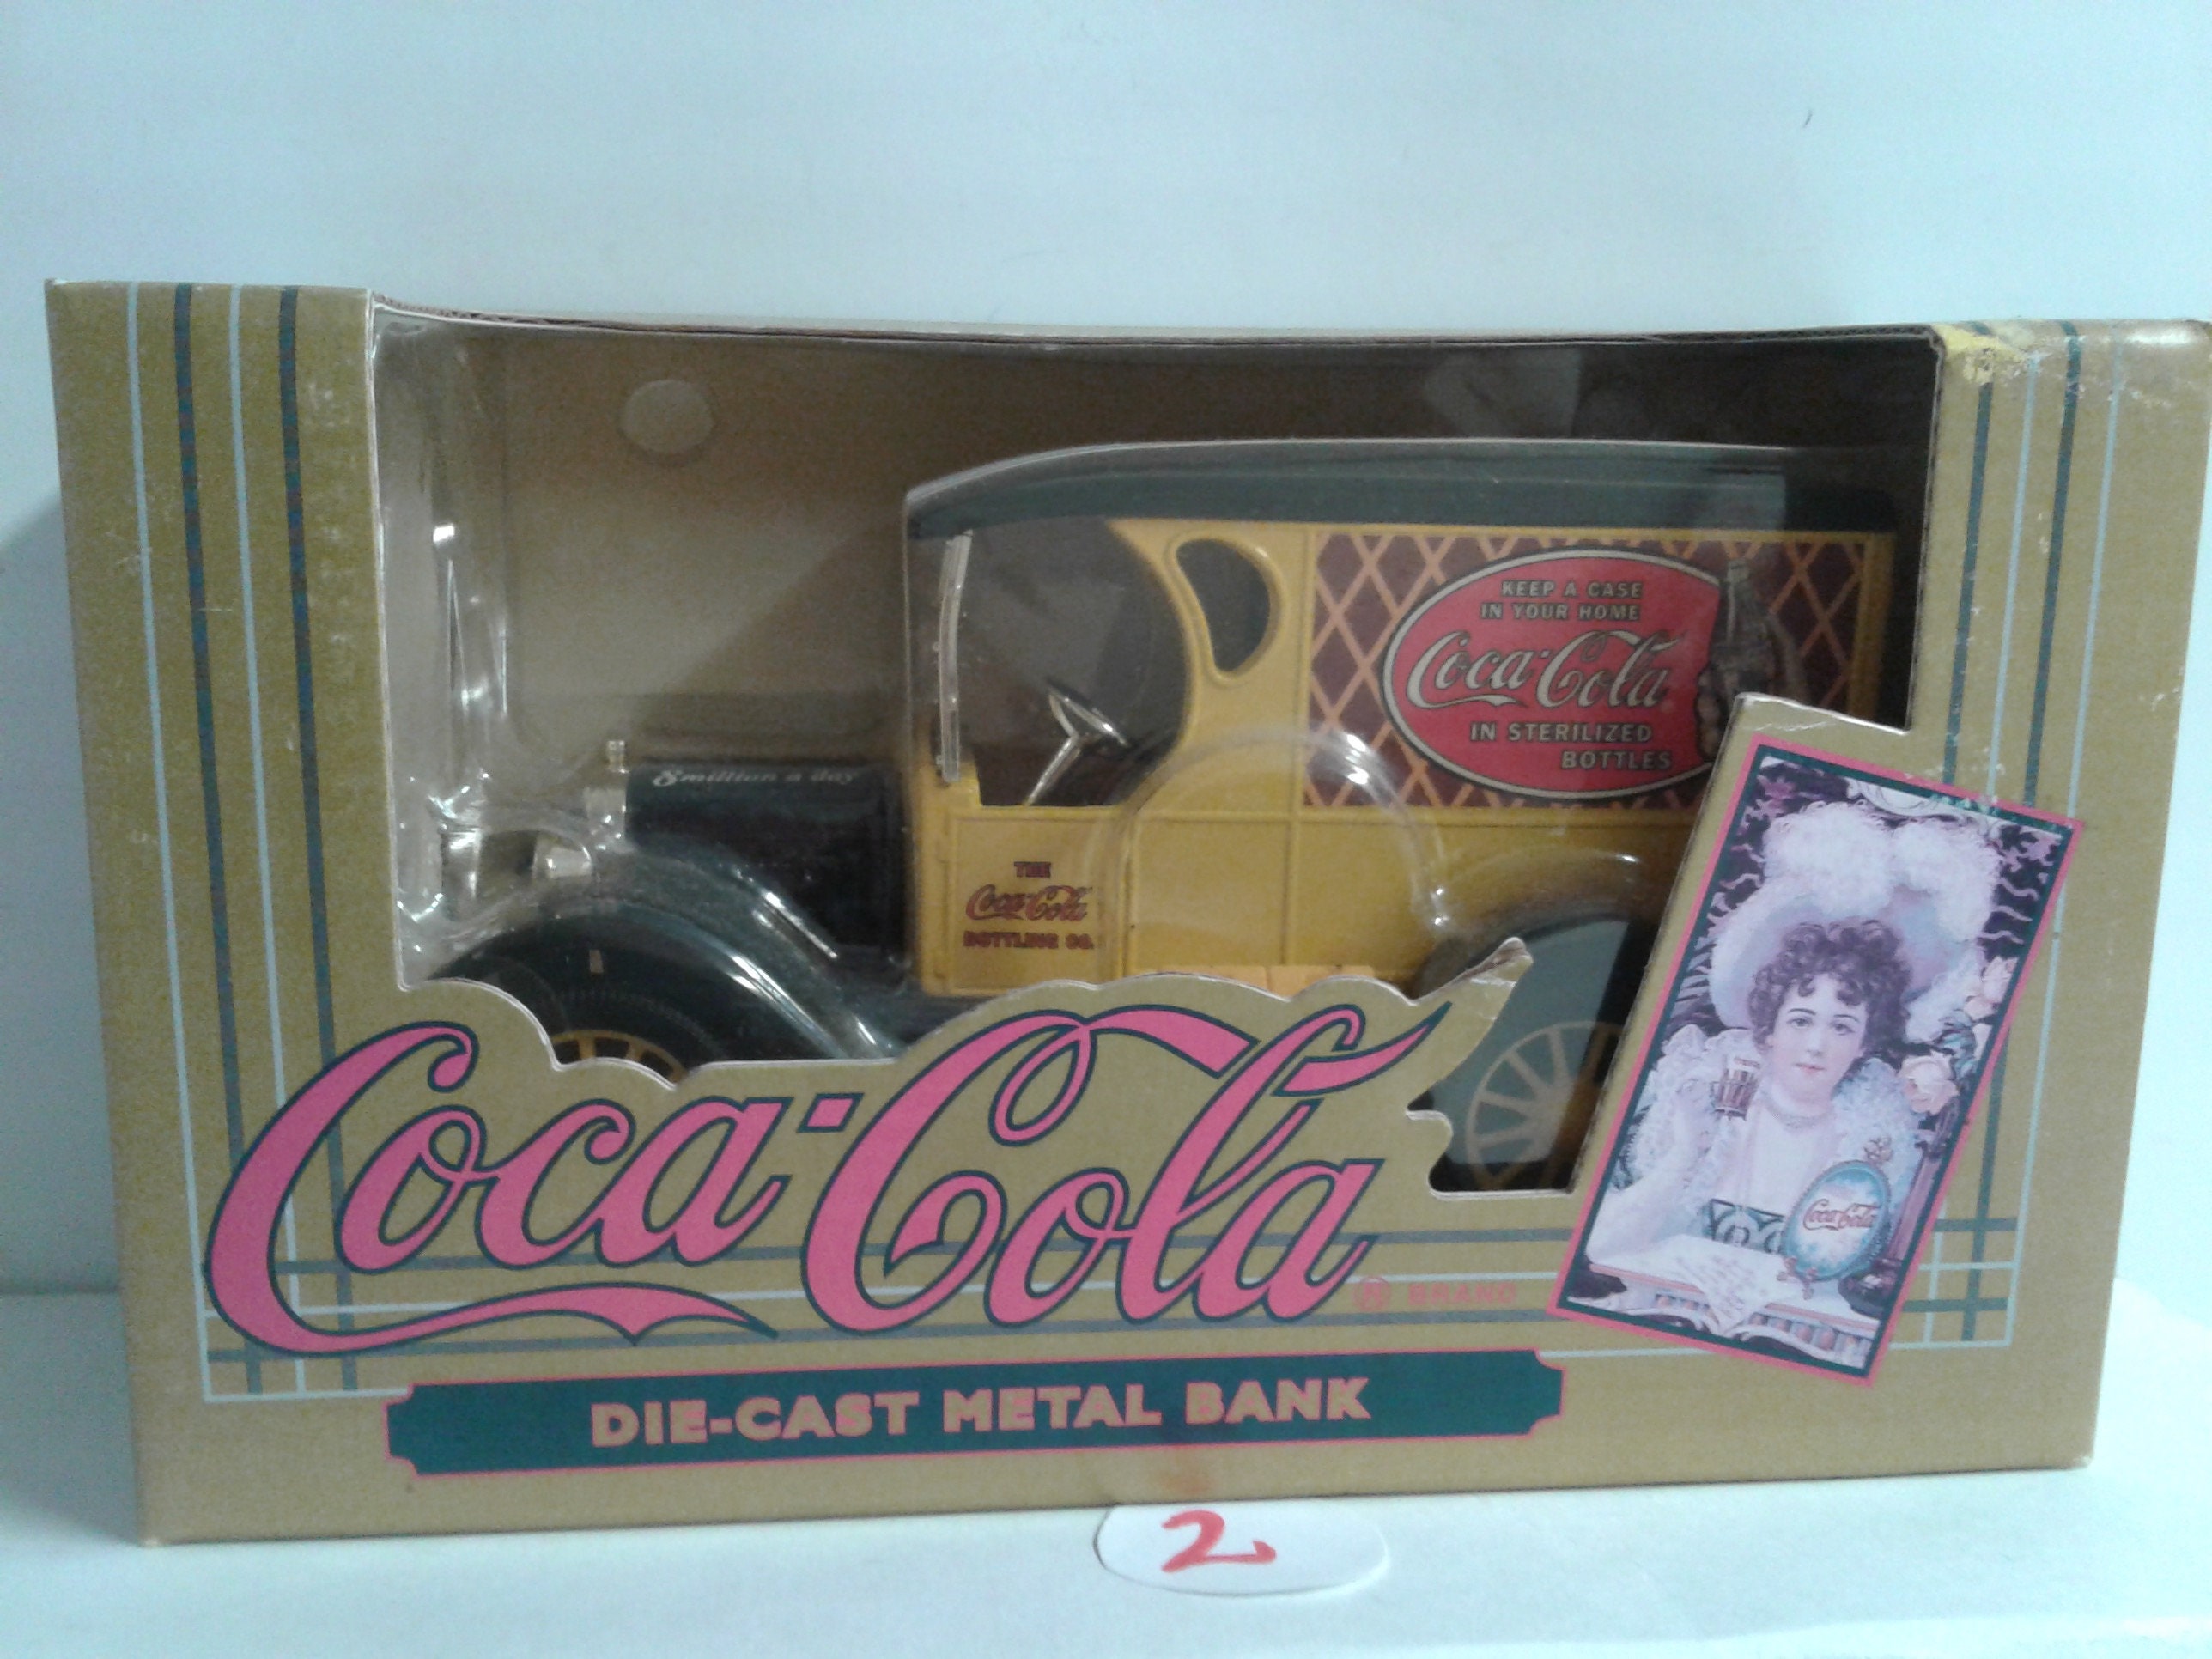 KEEP A CASE
IN YOUR HOME
Coca-Cola
IN STERILIZED
BOTTLES
8 million a day
THE
Coca-Cola
BOTTLING CO.
Coca-Cola
® BRAND
Coca-Cola
DIE-CAST METAL BANK
2